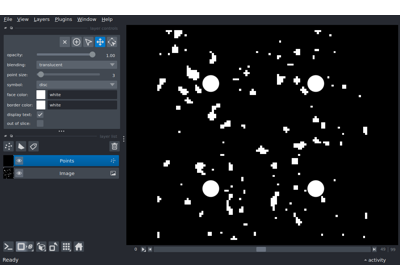 File View Layers Plugins Window Help
opacity: 1.00
blending: translucent
point size:
symbol: disc
face color: white
border color: white
display text:
out of slice:
Points
Image
Ready
activity